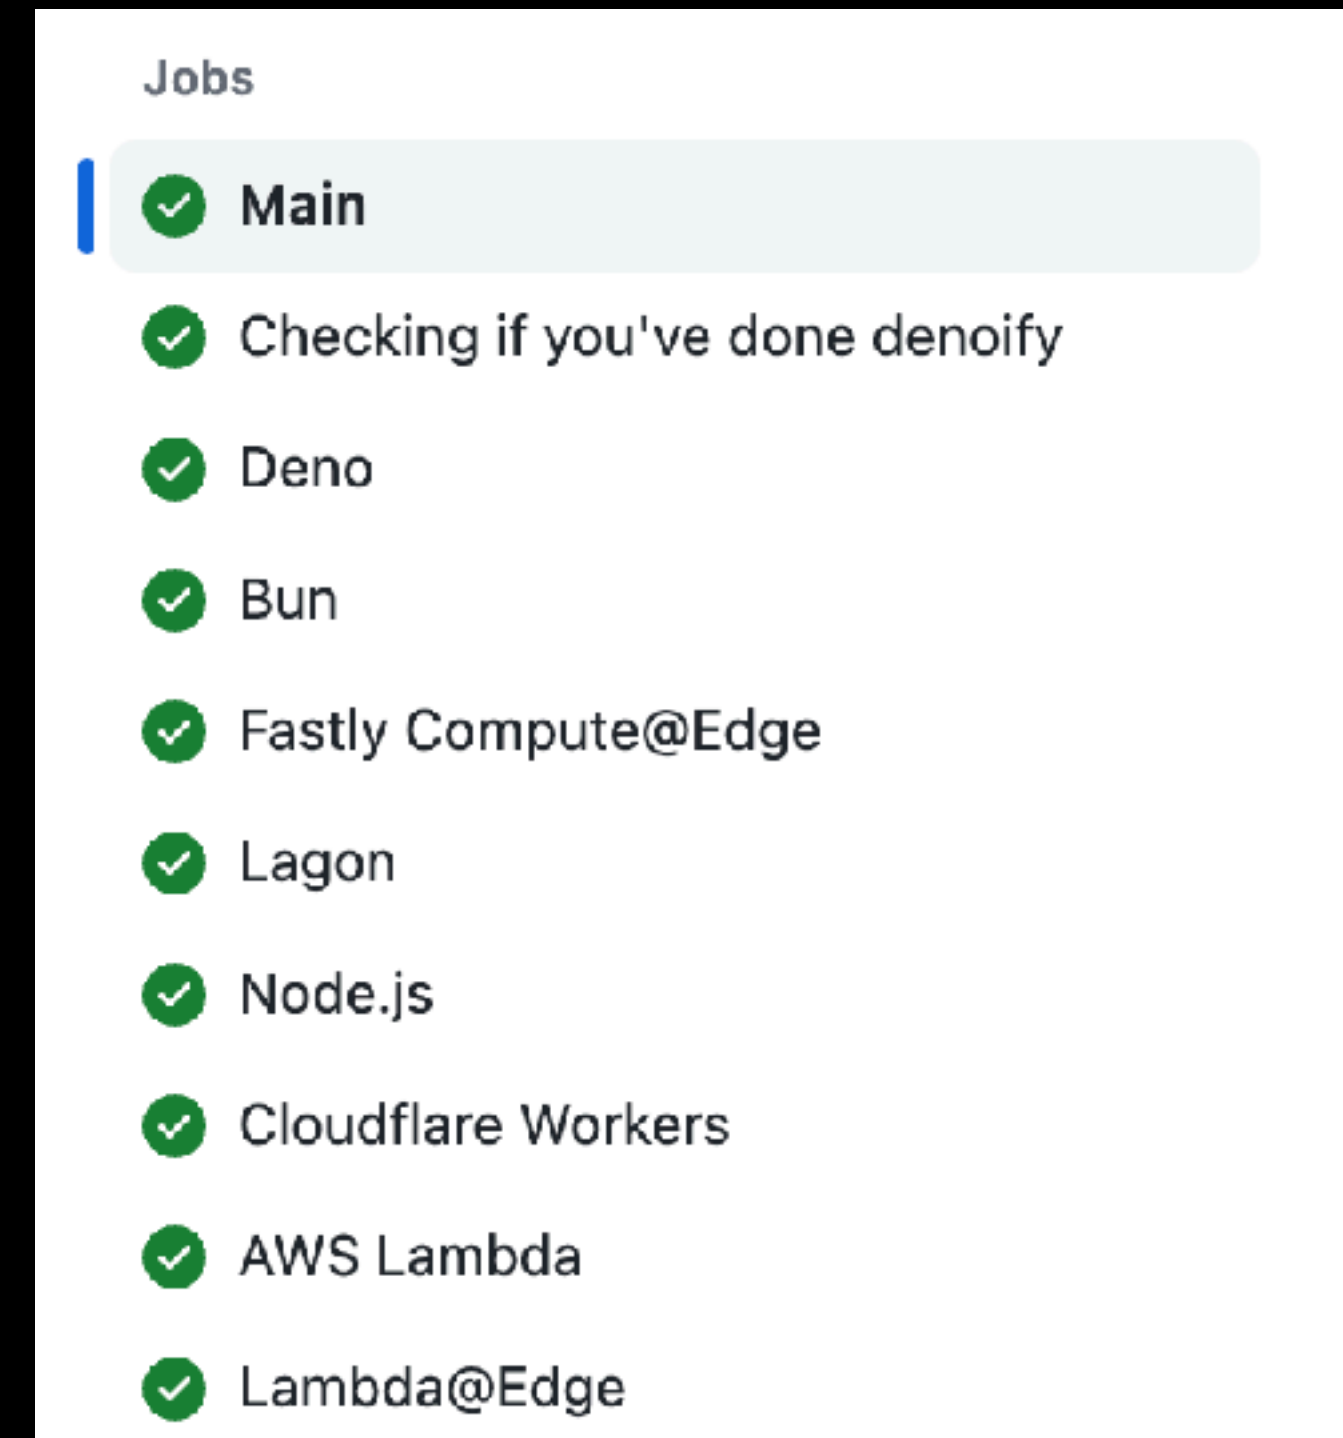 Jobs
Main
Checking if you've done denoify
Deno
Bun
Fastly Compute@Edge
Lagon
Node.js
Cloudflare Workers
AWS Lambda
Lambda@Edge